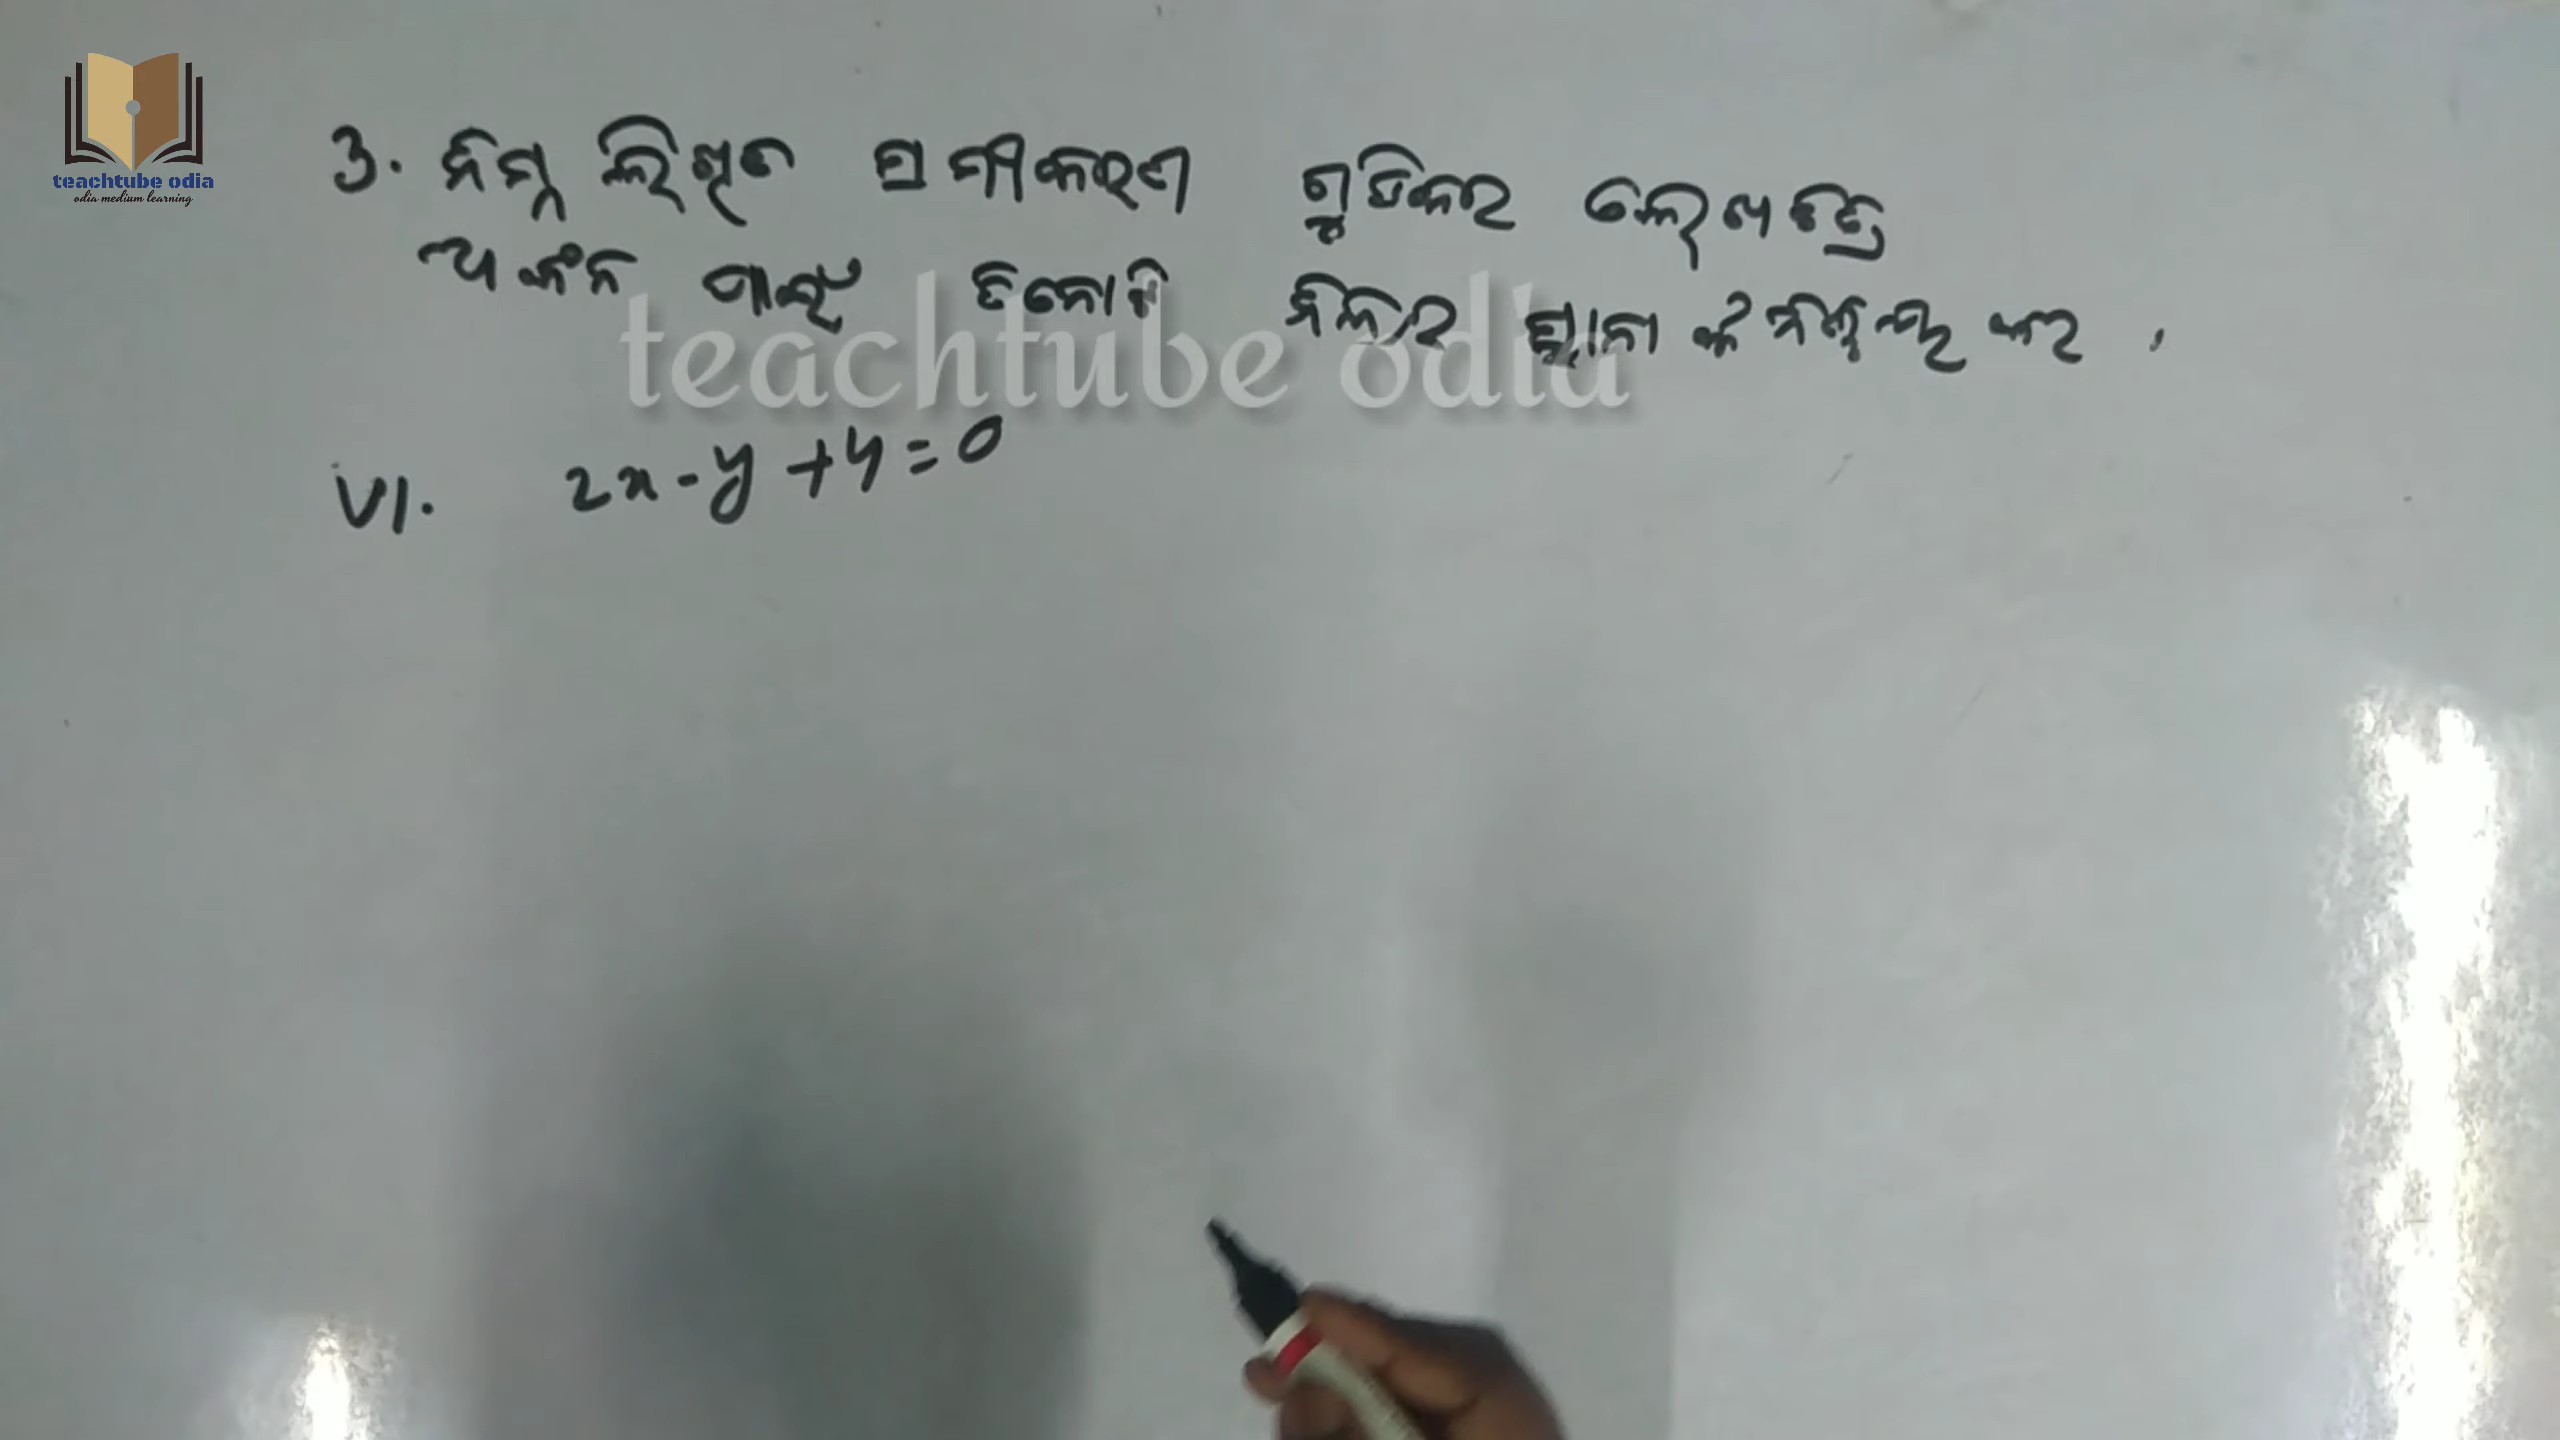 teachtube odia
odia medium learning
3. ନିମ୍ନ ଲିଖିତ ସମୀକରଣ ଗୁଡିକର ଲେଖଚିତ୍ର
ଅଙ୍କନ ପାଇଁ ତିନୋଟି ବିନ୍ଦୁର ସ୍ଥାନାଙ୍କ ନିର୍ଣ୍ଣୟ କର ।
teachtube odia
VI. 2x - y + 4 = 0